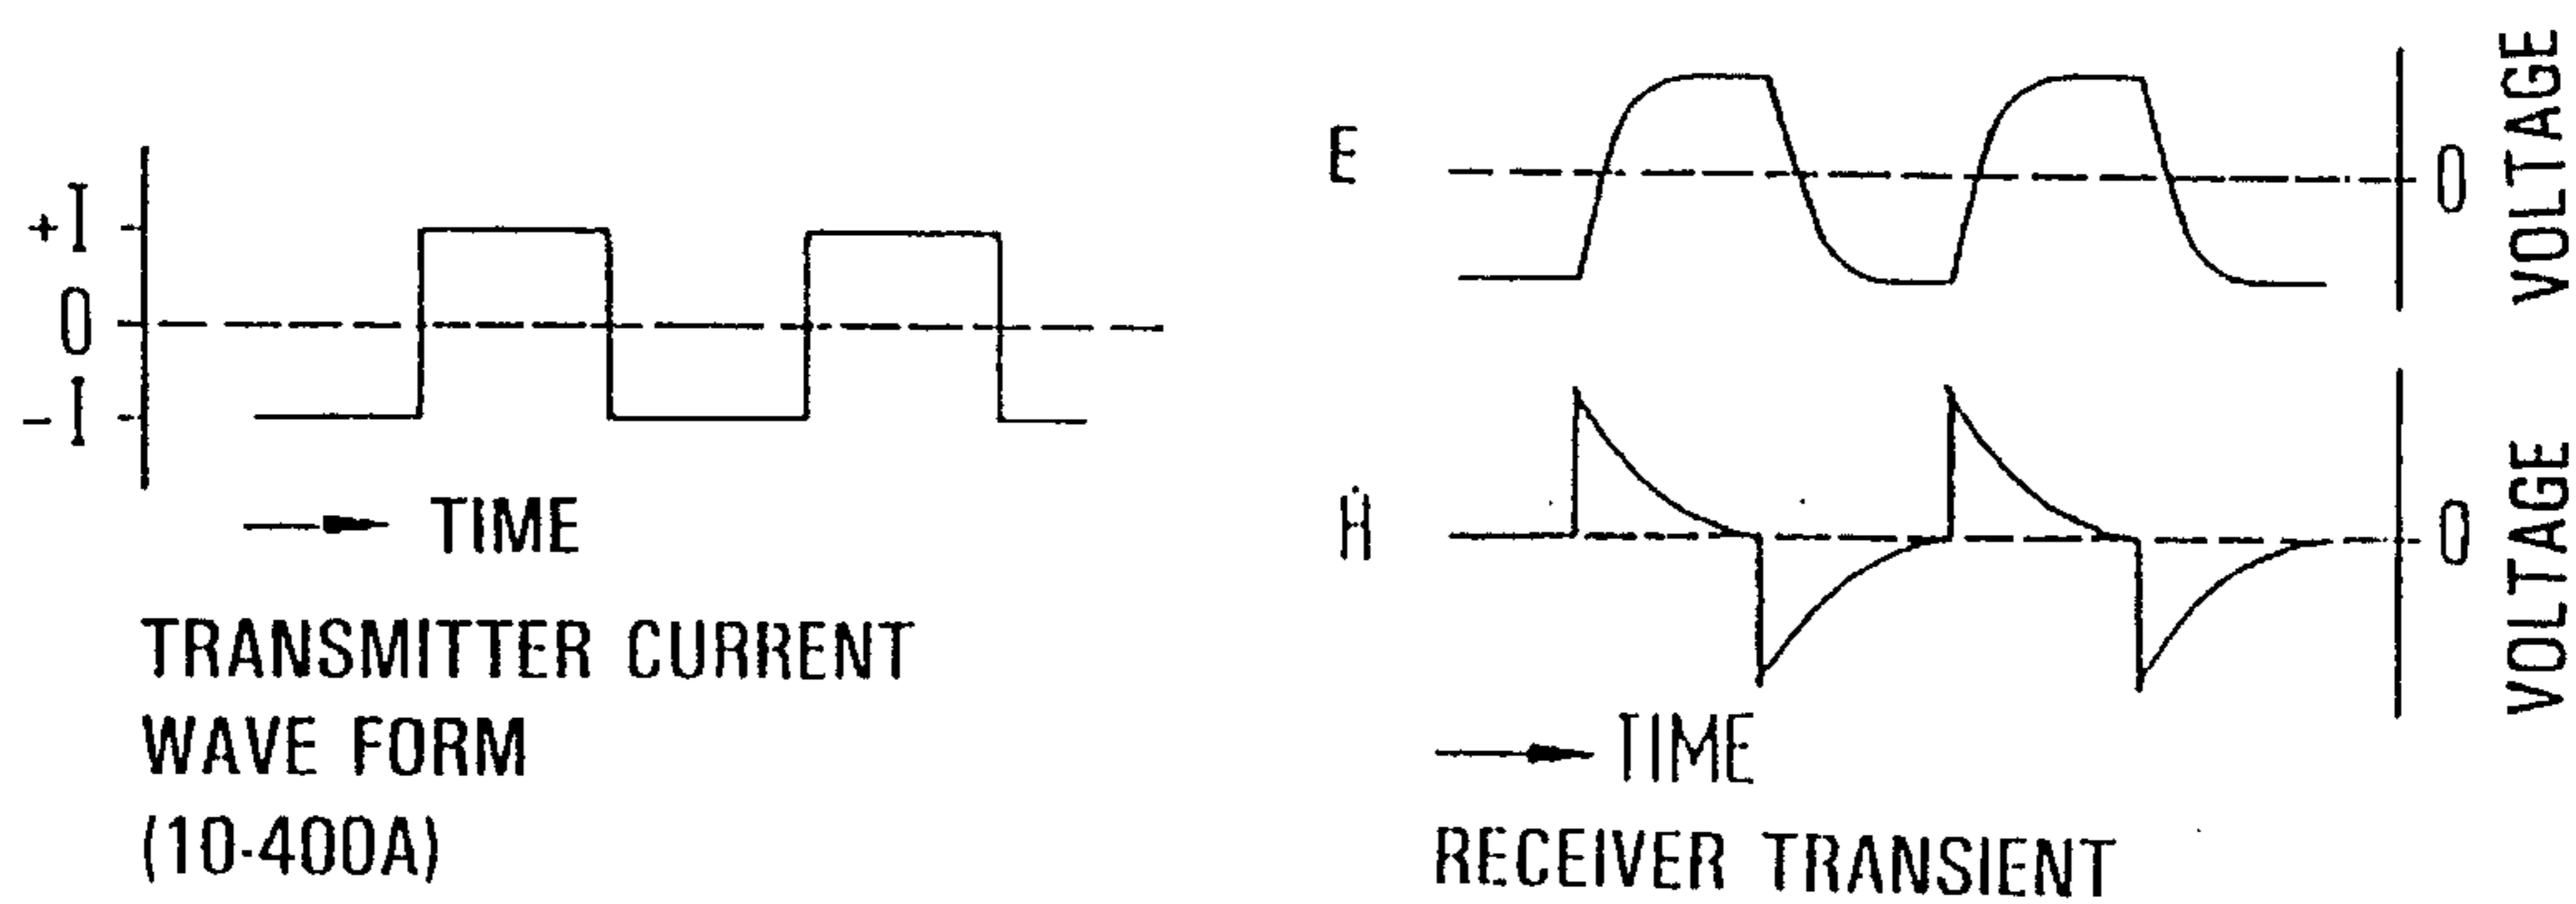 +I
0
-I
TIME
TRANSMITTER CURRENT
WAVE FORM
(10-400A)
E
0
VOLTAGE
Ḣ
0
VOLTAGE
TIME
RECEIVER TRANSIENT